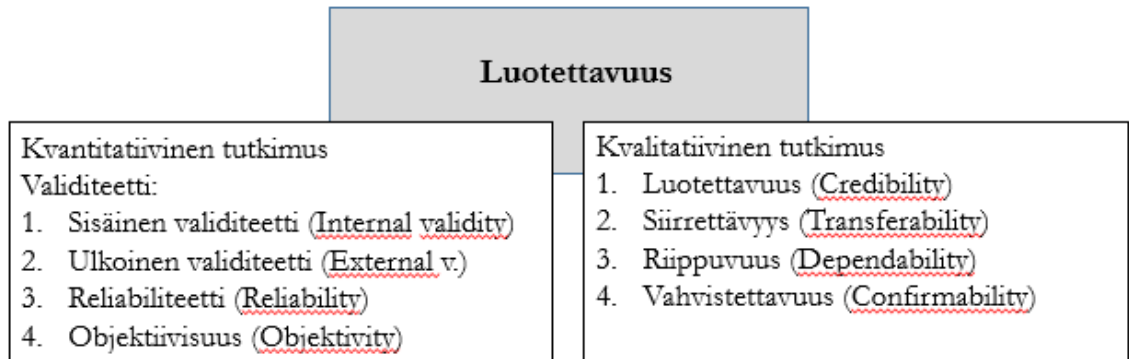 Luotettavuus
Kvantitatiivinen tutkimus
Validiteetti:
1. Sisäinen validiteetti (Internal validity)
2. Ulkoinen validiteetti (External v.)
3. Reliabiliteetti (Reliability)
4. Objektiivisuus (Objektivity)
Kvalitatiivinen tutkimus
1. Luotettavuus (Credibility)
2. Siirrettävyys (Transferability)
3. Riippuvuus (Dependability)
4. Vahvistettavuus (Confirmability)